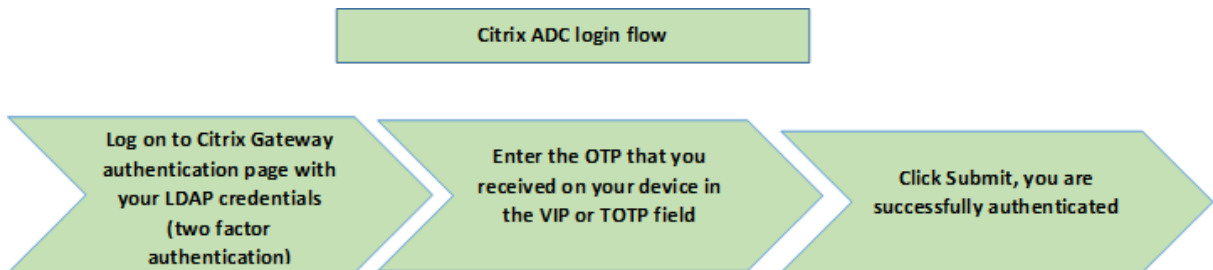 Citrix ADC login flow
Log on to Citrix Gateway
authentication page with
your LDAP credentials
(two factor
authentication)
Enter the OTP that you
received on your device in
the VIP or TOTP field
Click Submit, you are
successfully authenticated